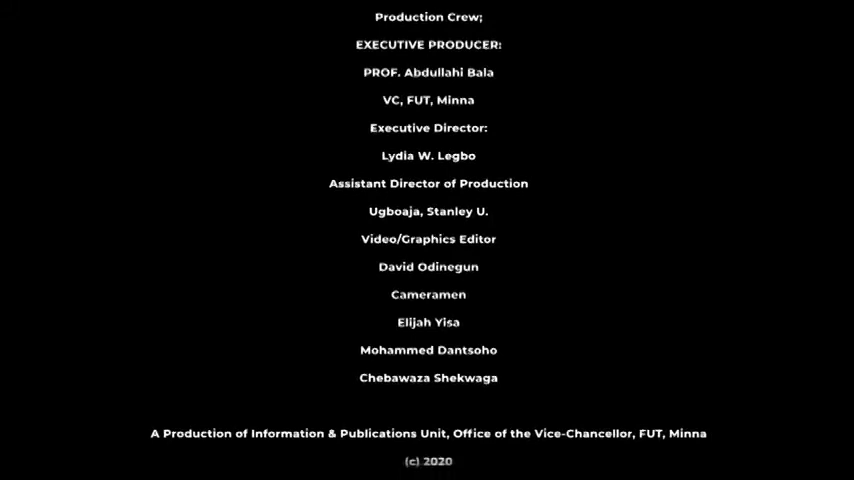 Production Crew;
EXECUTIVE PRODUCER:
PROF. Abdullahi Bala
VC, FUT, Minna
Executive Director:
Lydia W. Legbo
Assistant Director of Production
Ugboaja, Stanley U.
Video/Graphics Editor
David Odinegun
Cameramen
Elijah Yisa
Mohammed Dantsoho
Chebawaza Shekwaga
A Production of Information & Publications Unit, Office of the Vice-Chancellor, FUT, Minna
(c) 2020